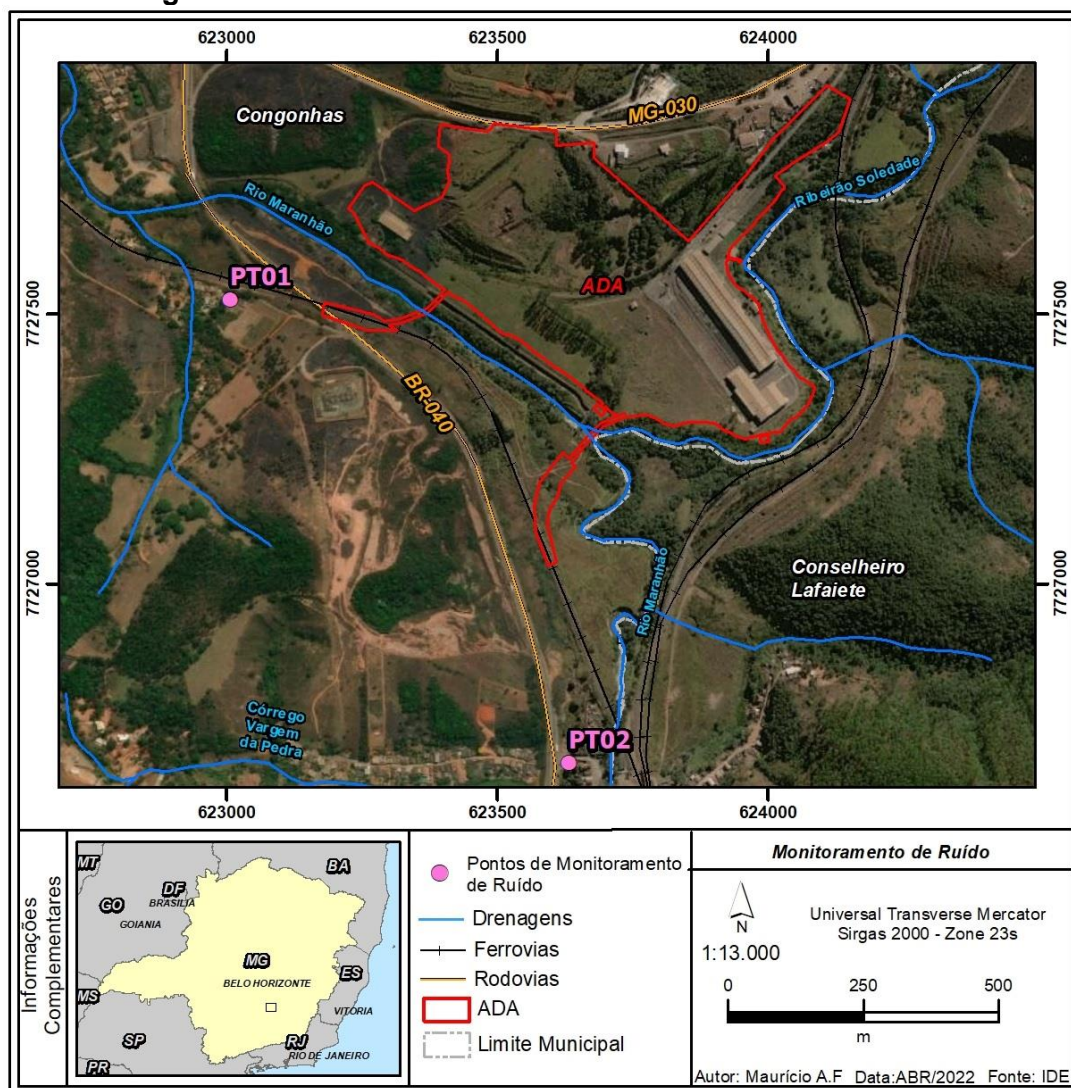 623000 623500 624000
Congonhas
MG-030
Rio Maranhão
Ribeirão Soledade
PT01
ADA
7727500 7727500
BR-040
7727000 7727000
Conselheiro
Lafaiete
Rio Maranhão
Córrego
Vargem
da Pedra
PT02
623000 623500 624000
Informações
Complementares
MT
BA
GO
DF
BRASILIA
GOIANIA
MG
BELO HORIZONTE
ES
MS
VITÓRIA
SP
RJ
RIO DE JANEIRO
PR
Pontos de Monitoramento
de Ruído
Drenagens
Ferrovias
Rodovias
ADA
Limite Municipal
Monitoramento de Ruído
N
1:13.000
Universal Transverse Mercator
Sirgas 2000 - Zone 23s
0 250 500
m
Autor: Maurício A.F Data:ABR/2022 Fonte: IDE